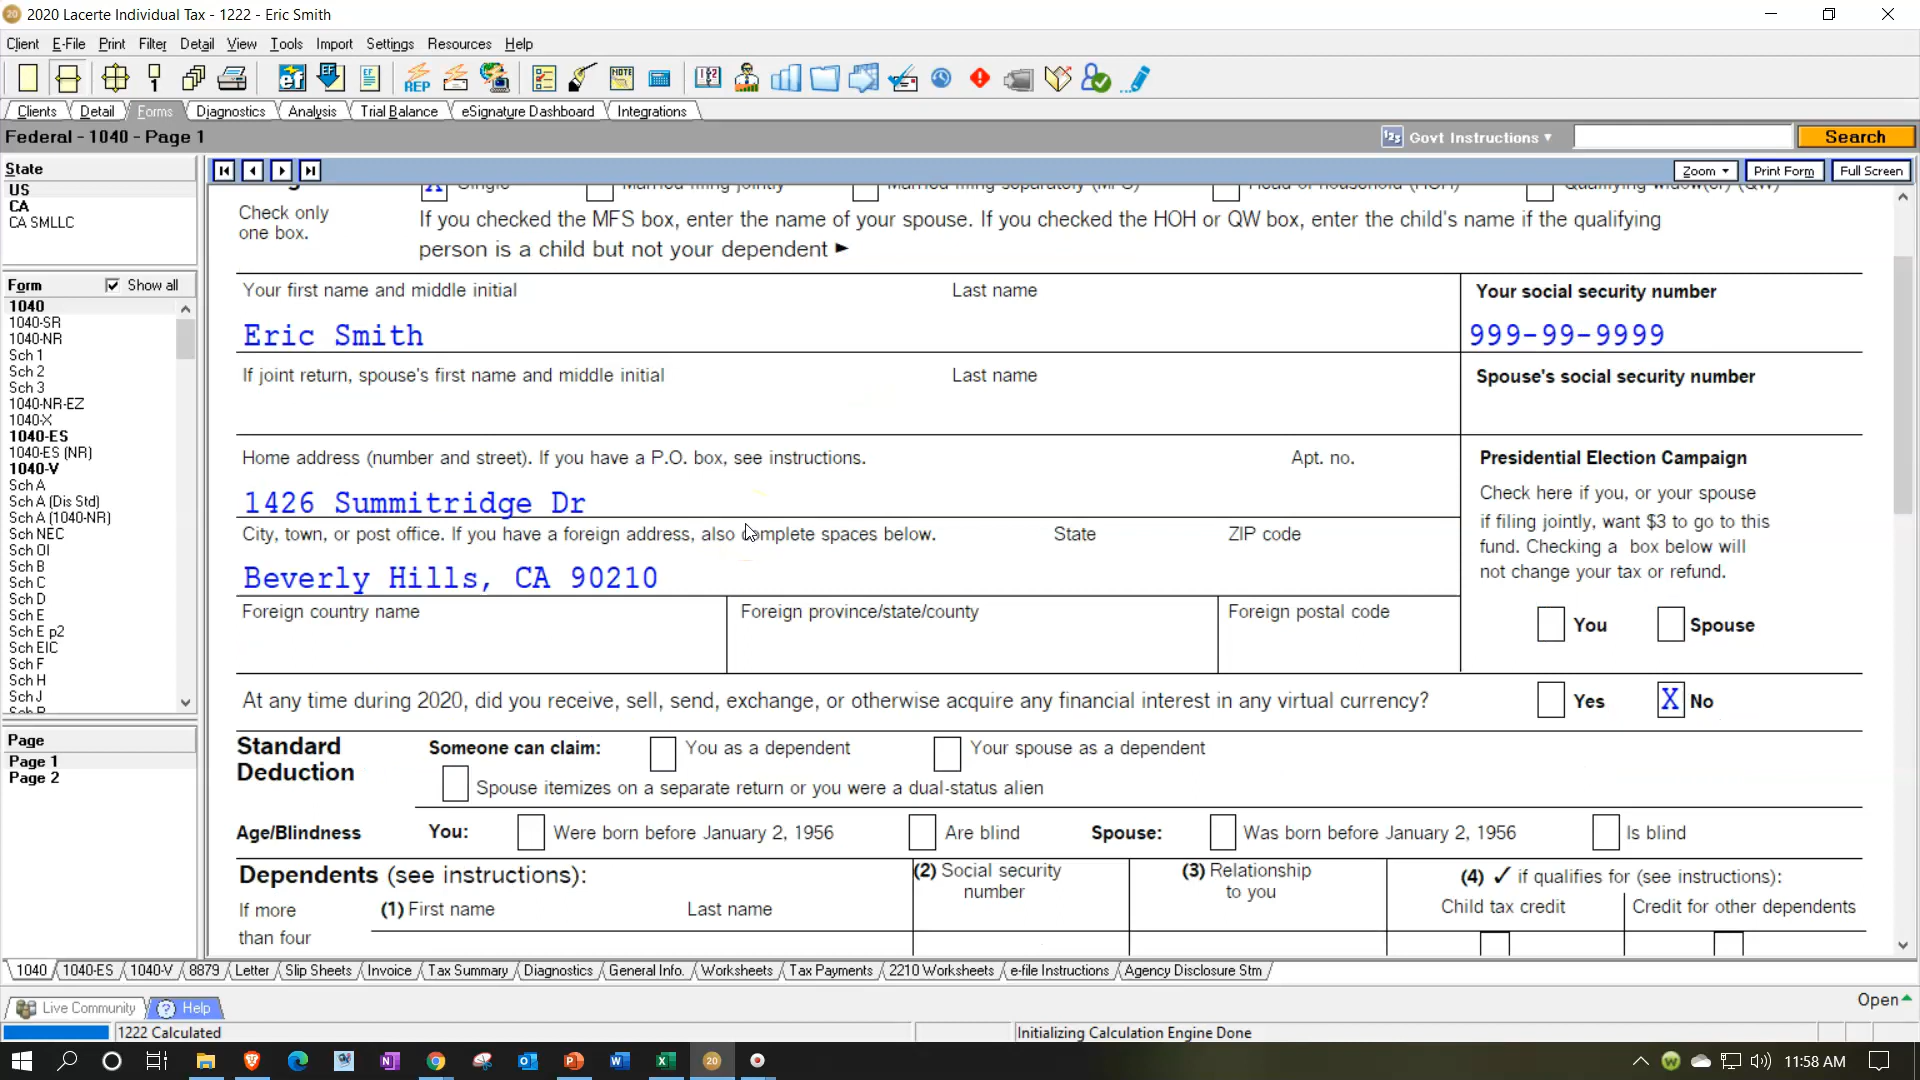 2020 Lacerte Individual Tax - 1222 - Eric Smith
Client E-File Print Filter Detail View Tools Import Settings Resources Help
REP NOTE
Clients Detail Forms Diagnostics Analysis Trial Balance eSignature Dashboard Integrations
Federal - 1040 - Page 1 Govt Instructions Search
State
US
CA
CA SMLLC
Form Show all
1040
1040-SR
1040-NR
Sch 1
Sch 2
Sch 3
1040-NR-EZ
1040-X
1040-ES
1040-ES (NR)
1040-V
Sch A
Sch A (Dis Std)
Sch A (1040-NR)
Sch NEC
Sch OI
Sch B
Sch C
Sch D
Sch E
Sch E p2
Sch EIC
Sch F
Sch H
Sch J
Sch R
Page
Page 1
Page 2
Zoom Print Form Full Screen
X Single Married filing jointly Married filing separately (MFS) Head of household (HOH) Qualifying widow(er) (QW)
Check only
one box.
If you checked the MFS box, enter the name of your spouse. If you checked the HOH or QW box, enter the child's name if the qualifying
person is a child but not your dependent ►
Your first name and middle initial Last name Your social security number
Eric Smith 999-99-9999
If joint return, spouse's first name and middle initial Last name Spouse's social security number
Home address (number and street). If you have a P.O. box, see instructions. Apt. no.
1426 Summitridge Dr
City, town, or post office. If you have a foreign address, also complete spaces below. State ZIP code
Beverly Hills, CA 90210
Foreign country name Foreign province/state/county Foreign postal code
Presidential Election Campaign
Check here if you, or your spouse
if filing jointly, want $3 to go to this
fund. Checking a box below will
not change your tax or refund.
You Spouse
At any time during 2020, did you receive, sell, send, exchange, or otherwise acquire any financial interest in any virtual currency? Yes X No
Standard
Deduction
Someone can claim: You as a dependent Your spouse as a dependent
Spouse itemizes on a separate return or you were a dual-status alien
Age/Blindness You: Were born before January 2, 1956 Are blind Spouse: Was born before January 2, 1956 Is blind
Dependents (see instructions):
If more
than four
(1) First name Last name
(2) Social security
number
(3) Relationship
to you
(4) ✓ if qualifies for (see instructions):
Child tax credit Credit for other dependents
1040 1040-ES 1040-V 8879 Letter Slip Sheets Invoice Tax Summary Diagnostics General Info. Worksheets Tax Payments 2210 Worksheets e-file Instructions Agency Disclosure Stm
Live Community Help Open
1222 Calculated Initializing Calculation Engine Done
11:58 AM